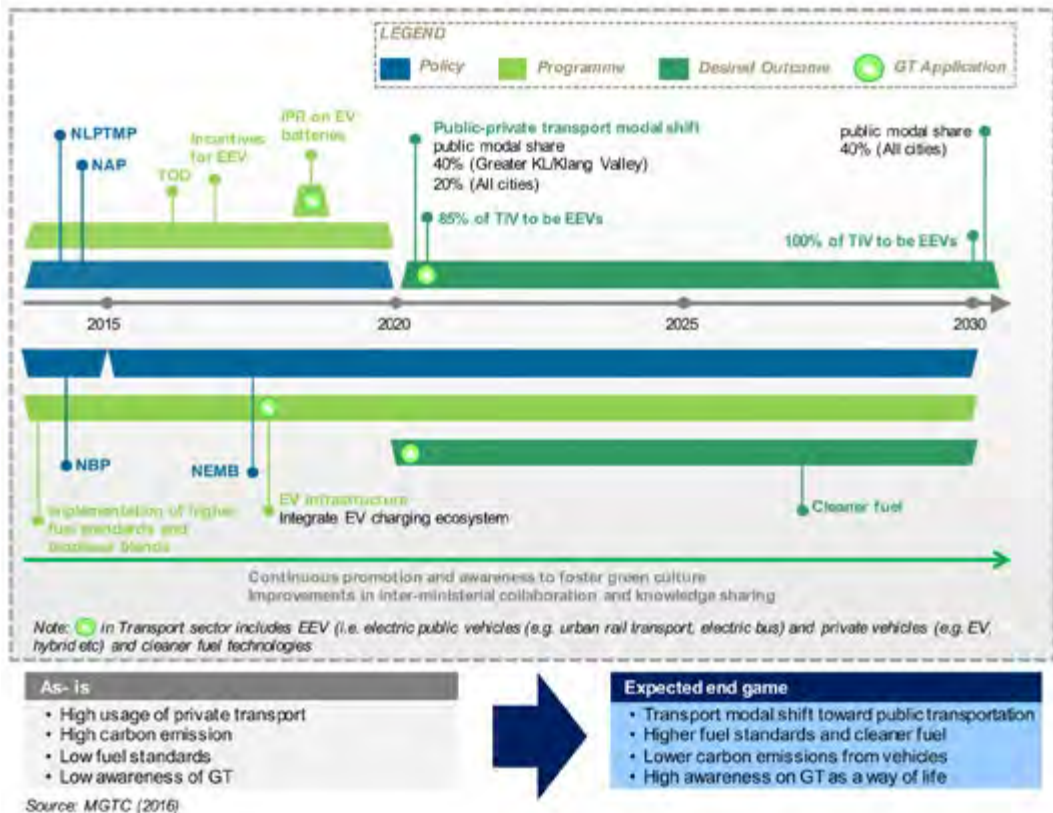 LEGEND
Policy
Programme
Desired Outcome
GT Application
NLPTMP
NAP
TOD
Incentives
for EEV
IPR on EV
batteries
Public-private transport modal shift
public modal share
40% (Greater KL/Klang Valley)
20% (All cities)
85% of TIV to be EEVs
public modal share
40% (All cities)
100% of TIV to be EEVs
2015
2020
2025
2030
NBP
NEMB
Implementation of higher
fuel standards and
biodiesel blends
EV infrastructure
Integrate EV charging ecosystem
Cleaner fuel
Continuous promotion and awareness to foster green culture
Improvements in inter-ministerial collaboration and knowledge sharing
Note: in Transport sector includes EEV (i.e. electric public vehicles (e.g. urban rail transport, electric bus) and private vehicles (e.g. EV,
hybrid etc) and cleaner fuel technologies
As- is
• High usage of private transport
• High carbon emission
• Low fuel standards
• Low awareness of GT
Expected end game
• Transport modal shift toward public transportation
• Higher fuel standards and cleaner fuel
• Lower carbon emissions from vehicles
• High awareness on GT as a way of life
Source: MGTC (2016)